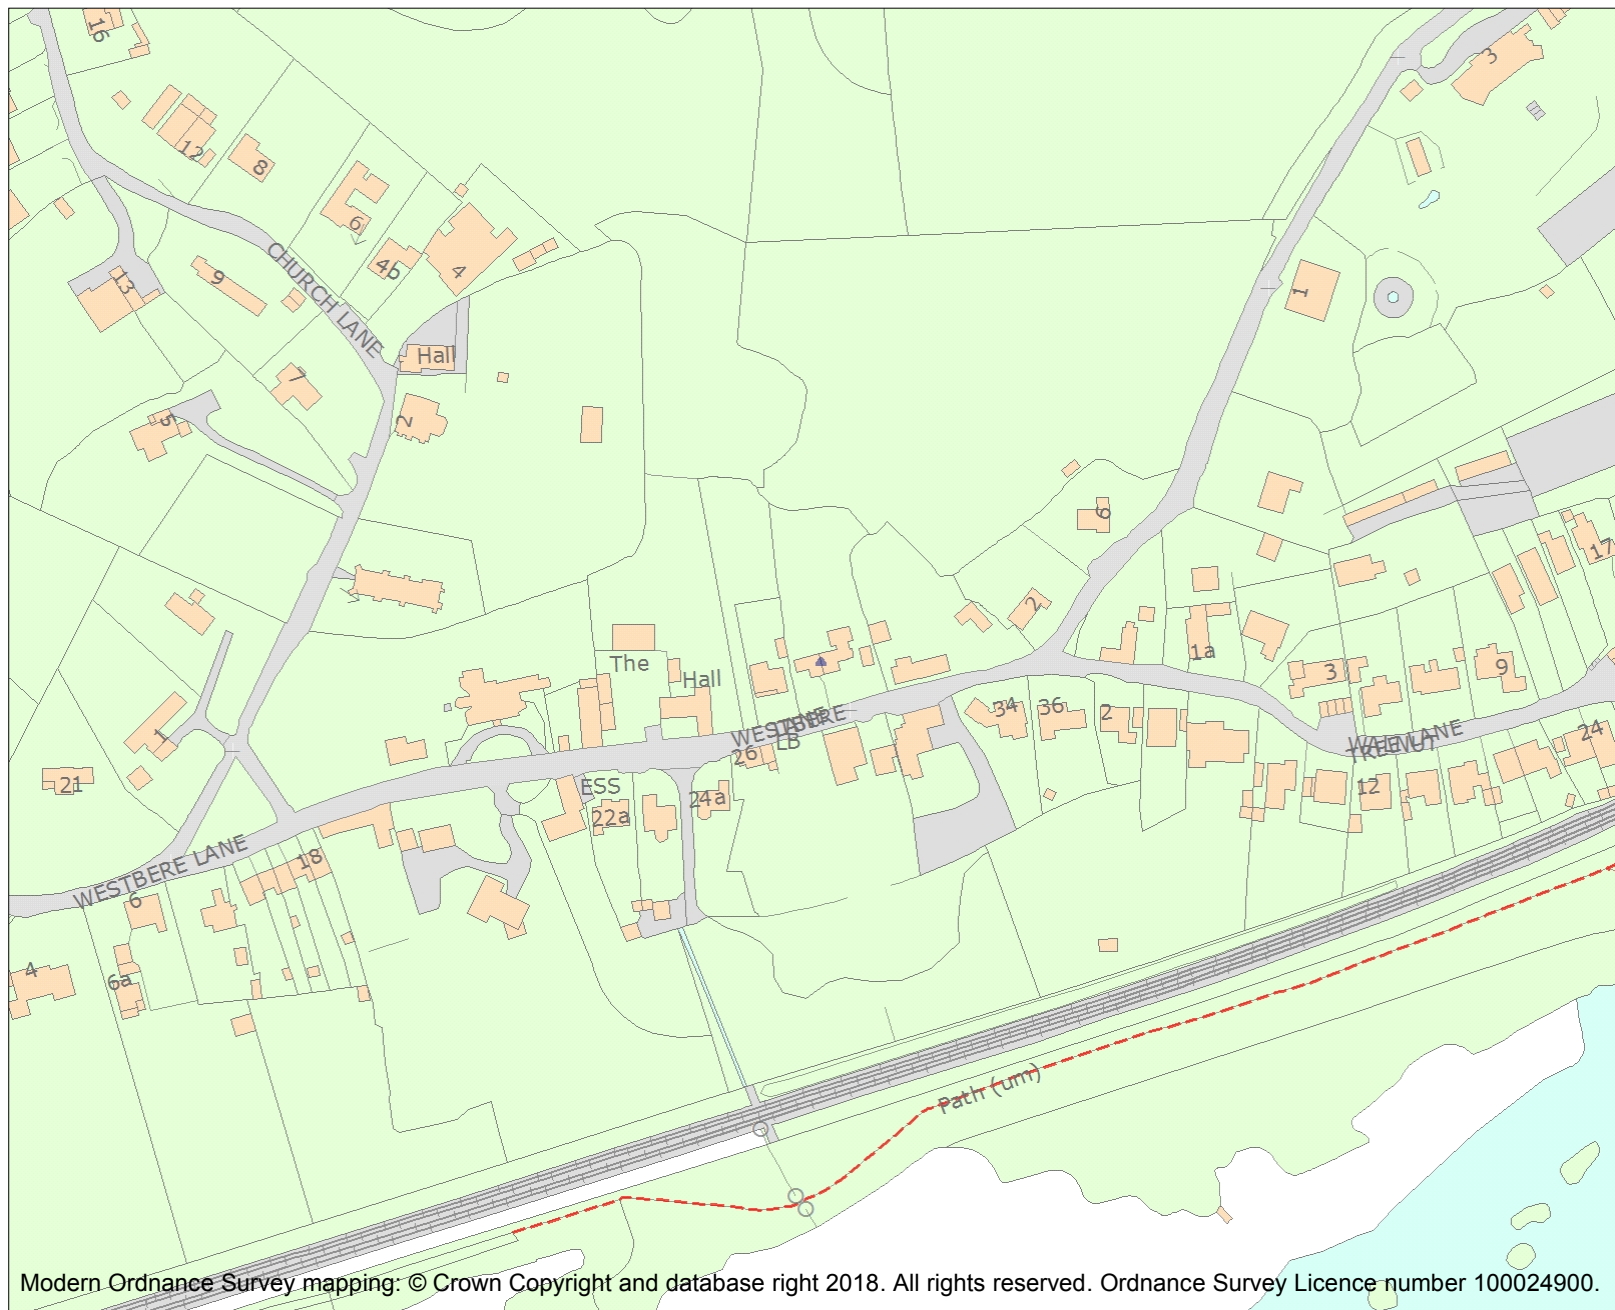 16
3
12
8
6
CHURCH LANE
4b
4
9
13
1
Hall
7
2
5
6
17
2
The
1a
Hall
3
9
WESTBERE
LANE
LB
26
34
36
2
WALNUT
TREE LANE
24
1
21
ESS
22a
24a
12
18
WESTBERE LANE
6
4
6a
Path (um)
Modern Ordnance Survey mapping: © Crown Copyright and database right 2018. All rights reserved. Ordnance Survey Licence number 100024900.